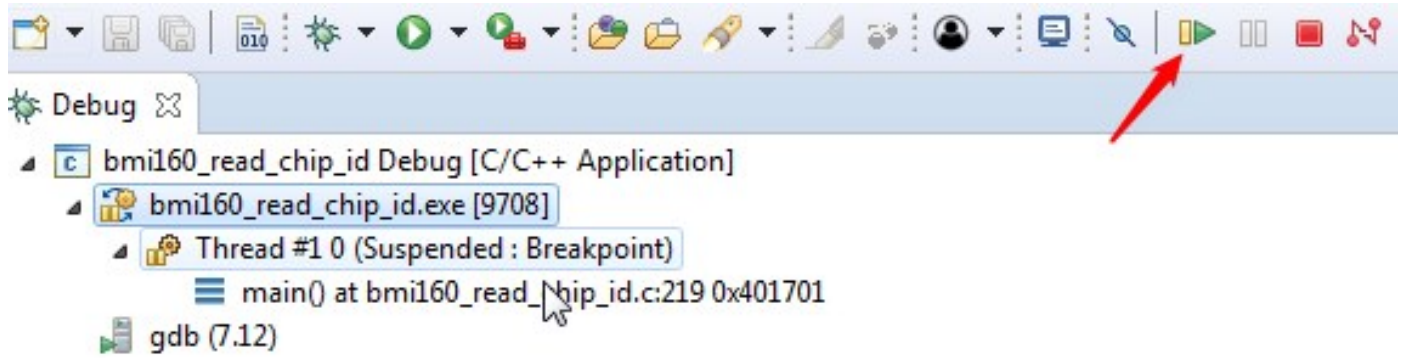 010
Debug
c bmi160_read_chip_id Debug [C/C++ Application]
bmi160_read_chip_id.exe [9708]
Thread #1 0 (Suspended : Breakpoint)
main() at bmi160_read_chip_id.c:219 0x401701
gdb (7.12)